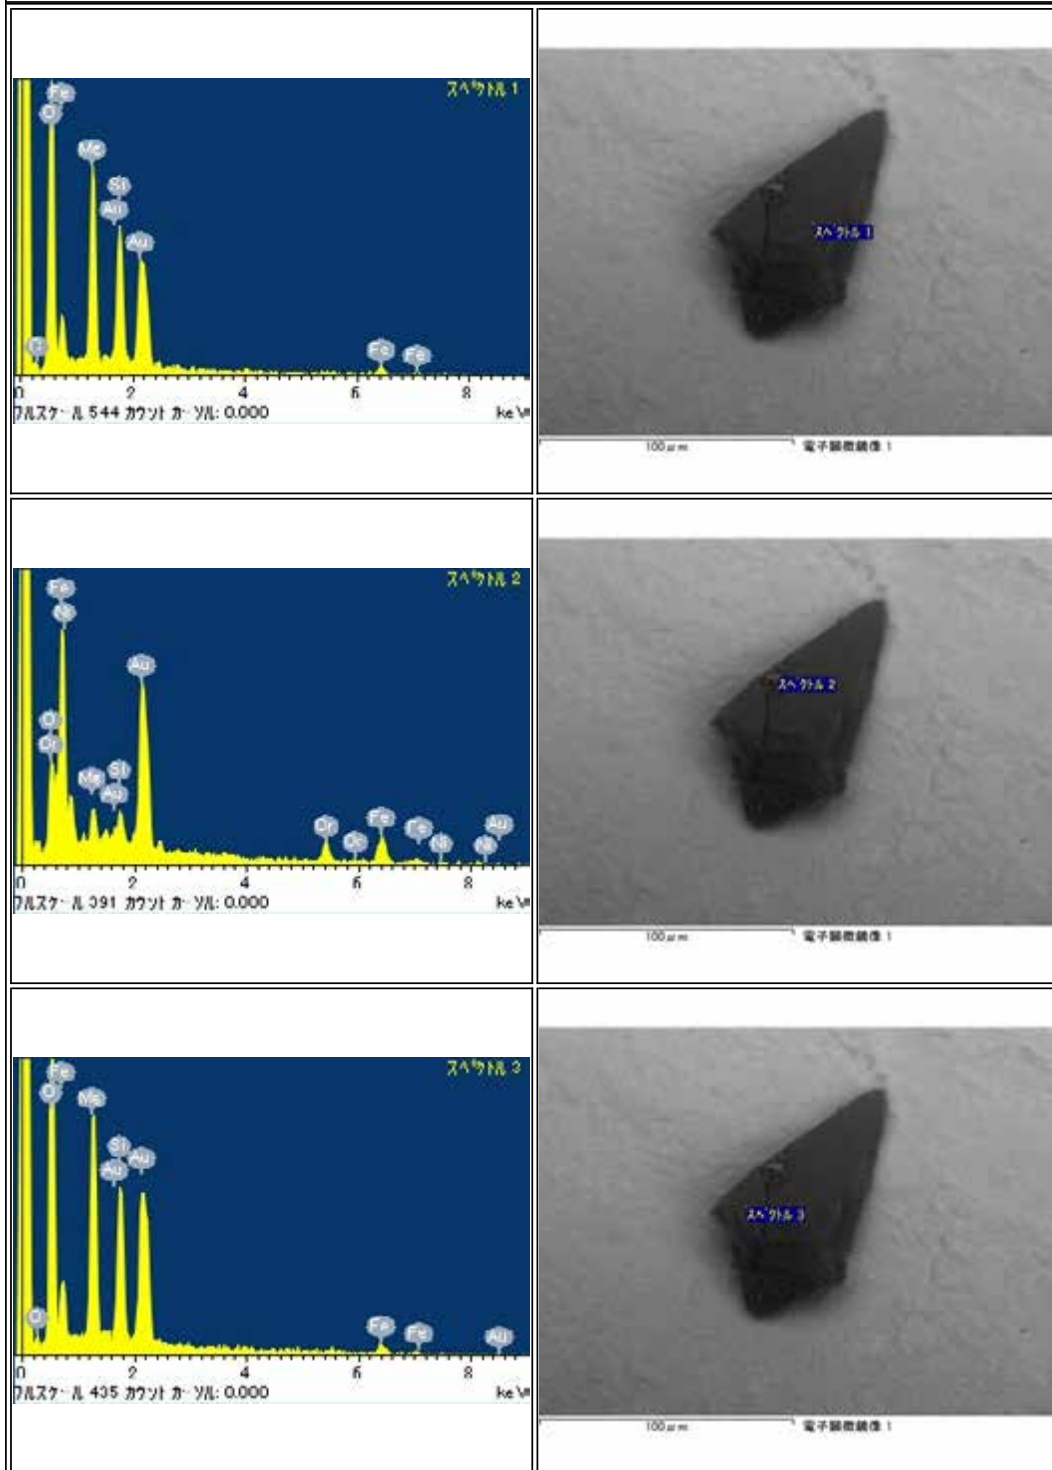 スペクトル 1
Fe
O
Mg
Si
Au
Au
C
Fe
Fe
0 2 4 6 8
フルスケール 544 カウント カーソル: 0.000 keV
スペクトル 1
100μm 電子顕微鏡像 1
スペクトル 2
Fe
Ni
Au
O
Cr
Mg
Si
Au
Cr
Cr
Fe
Fe
Ni
Au
Ni
0 2 4 6 8
フルスケール 391 カウント カーソル: 0.000 keV
スペクトル 2
100μm 電子顕微鏡像 1
スペクトル 3
Fe
O
Mg
Si
Au
Au
Fe
Fe
Au
0 2 4 6 8
フルスケール 435 カウント カーソル: 0.000 keV
スペクトル 3
100μm 電子顕微鏡像 1